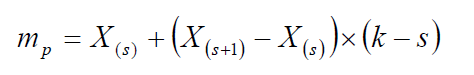 m_p = X_(s) + (X_(s+1) − X_(s)) × (k − s)